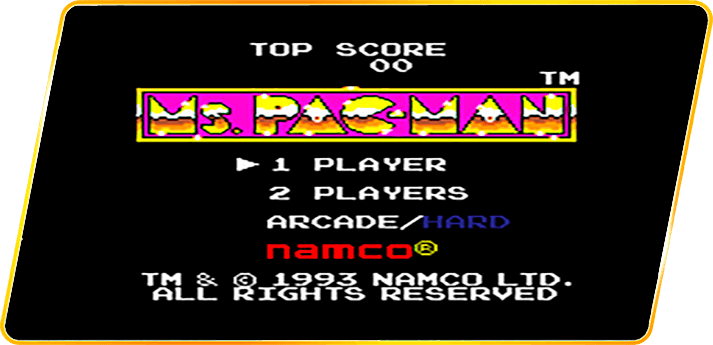 TOP SCORE
00
TM
Ms. PAC-MAN
1 PLAYER
2 PLAYERS
ARCADE/HARD
namco®
TM & © 1993 NAMCO LTD.
ALL RIGHTS RESERVED